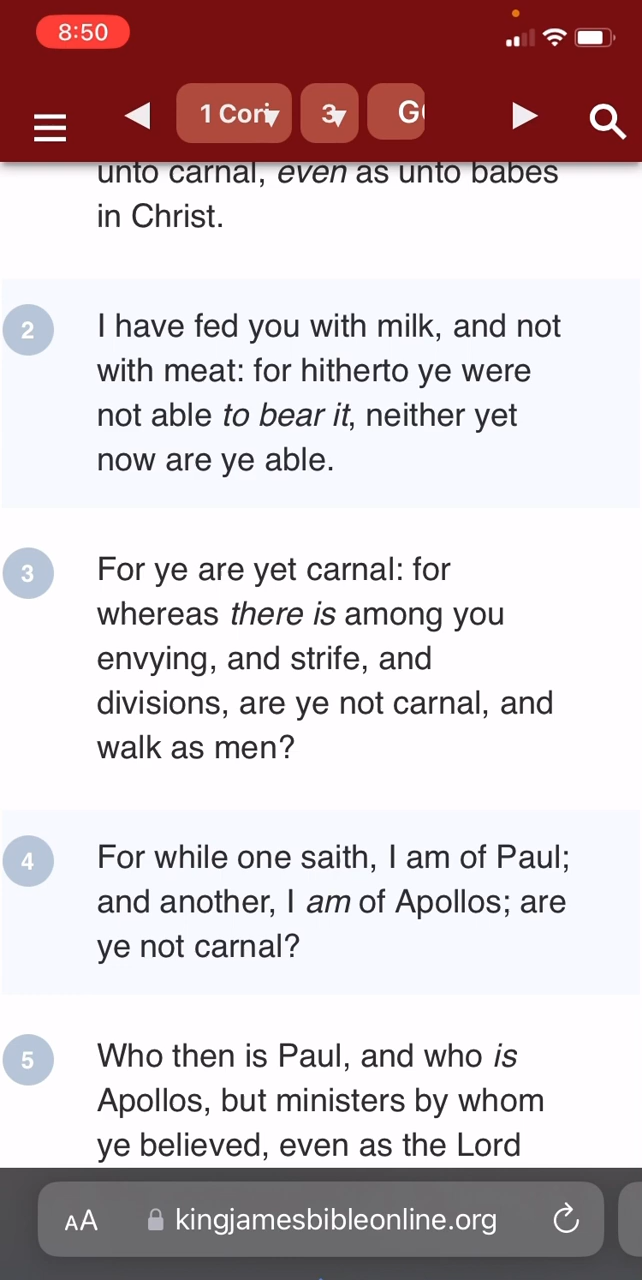 8:50
1 Cori
3
G
unto carnal, even as unto babes
in Christ.
2
I have fed you with milk, and not
with meat: for hitherto ye were
not able to bear it, neither yet
now are ye able.
3
For ye are yet carnal: for
whereas there is among you
envying, and strife, and
divisions, are ye not carnal, and
walk as men?
4
For while one saith, I am of Paul;
and another, I am of Apollos; are
ye not carnal?
5
Who then is Paul, and who is
Apollos, but ministers by whom
ye believed, even as the Lord
AA kingjamesbibleonline.org